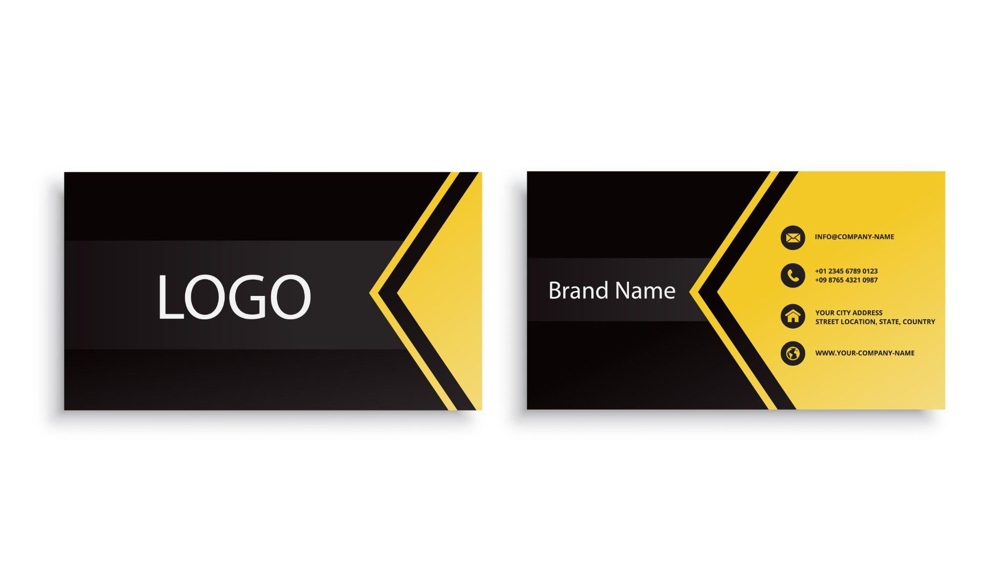 LOGO
Brand Name
INFO@COMPANY-NAME
+01 2345 6789 0123
+09 8765 4321 0987
YOUR CITY ADDRESS
STREET LOCATION, STATE, COUNTRY
WWW.YOUR-COMPANY-NAME